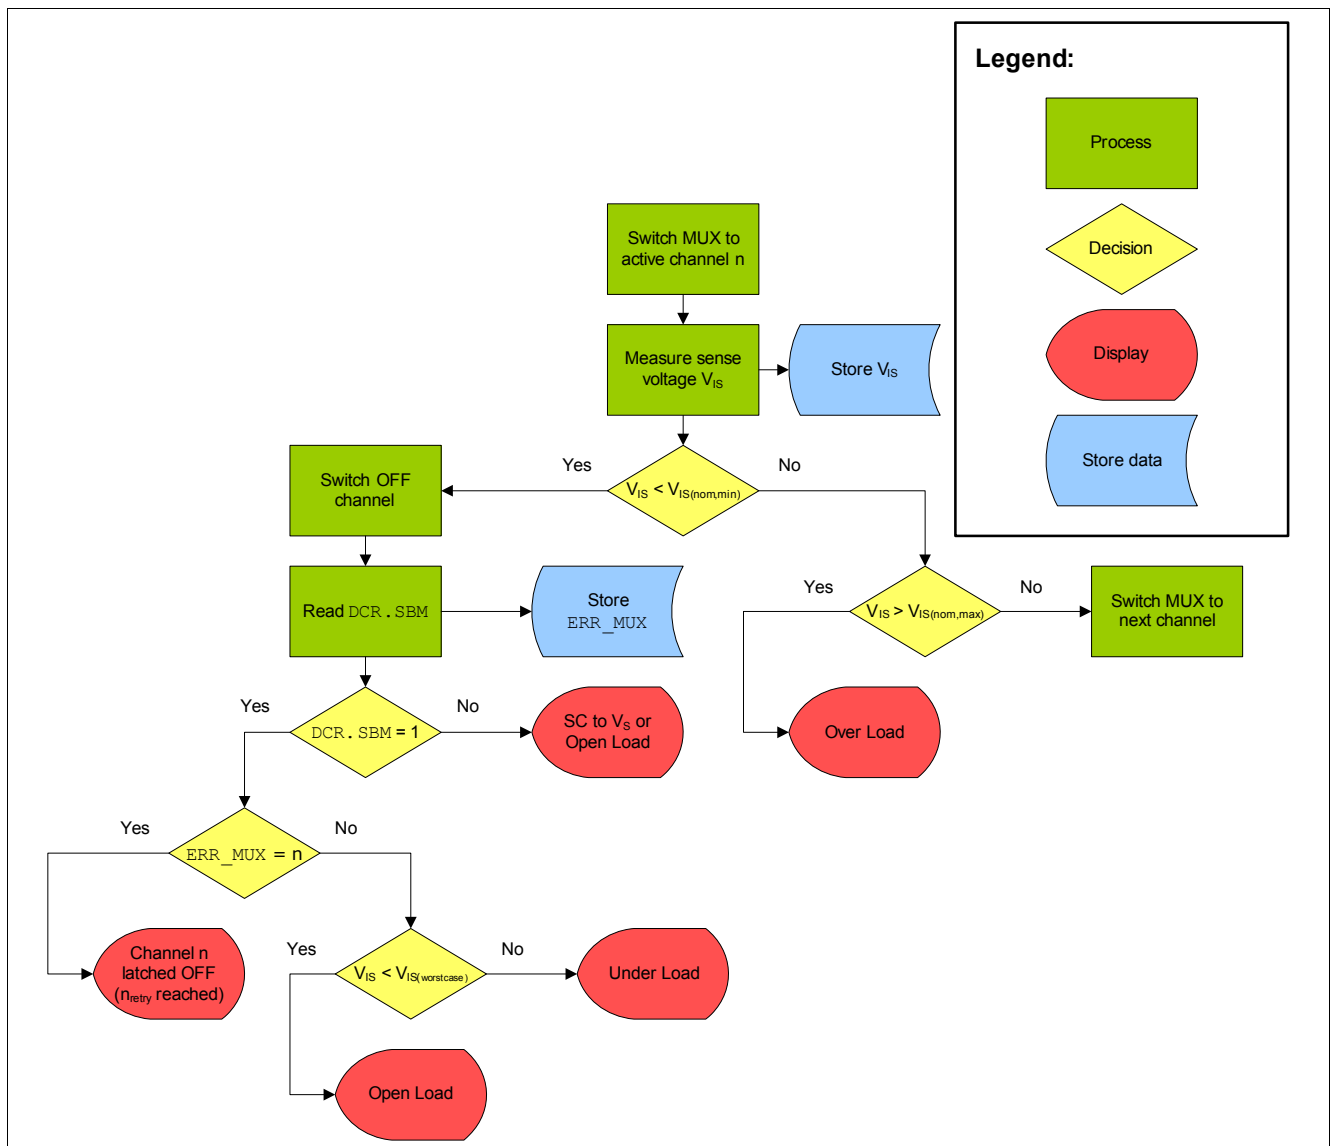 Legend:
Process
Decision
Display
Store data
Switch MUX to
active channel n
Measure sense
voltage VIS
Store VIS
Yes
VIS < VIS(nom,min)
No
Switch OFF
channel
Read DCR.SBM
Store
ERR_MUX
Yes
VIS > VIS(nom,max)
No
Switch MUX to
next channel
Over Load
Yes
DCR.SBM = 1
No
SC to VS or
Open Load
Yes
ERR_MUX = n
No
Channel n
latched OFF
(nretry reached)
Yes
VIS < VIS(worstcase)
No
Under Load
Open Load